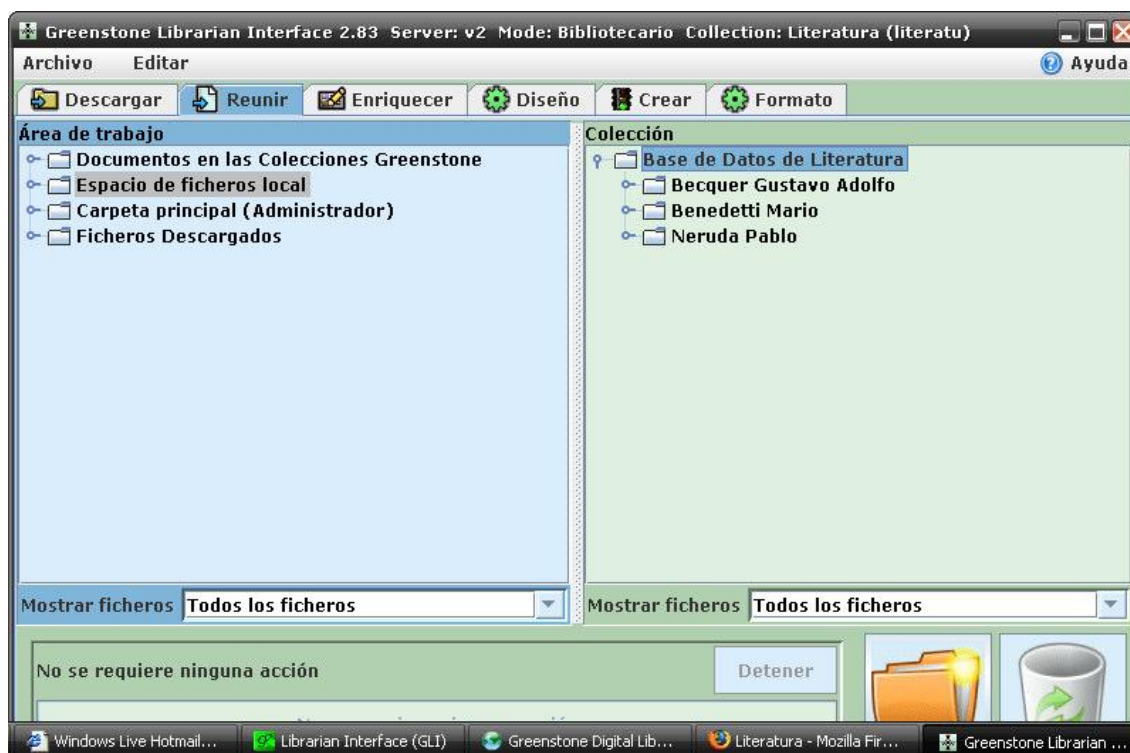 Greenstone Librarian Interface 2.83 Server: v2 Mode: Bibliotecario Collection: Literatura (literatu)
Archivo Editar Ayuda
Descargar Reunir Enriquecer Diseño Crear Formato
Área de trabajo
Documentos en las Colecciones Greenstone
Espacio de ficheros local
Carpeta principal (Administrador)
Ficheros Descargados
Mostrar ficheros Todos los ficheros
Colección
Base de Datos de Literatura
Becquer Gustavo Adolfo
Benedetti Mario
Neruda Pablo
Mostrar ficheros Todos los ficheros
No se requiere ninguna acción
Detener
Windows Live Hotmail... Librarian Interface (GLI) Greenstone Digital Lib... Literatura - Mozilla Fir... Greenstone Librarian ...